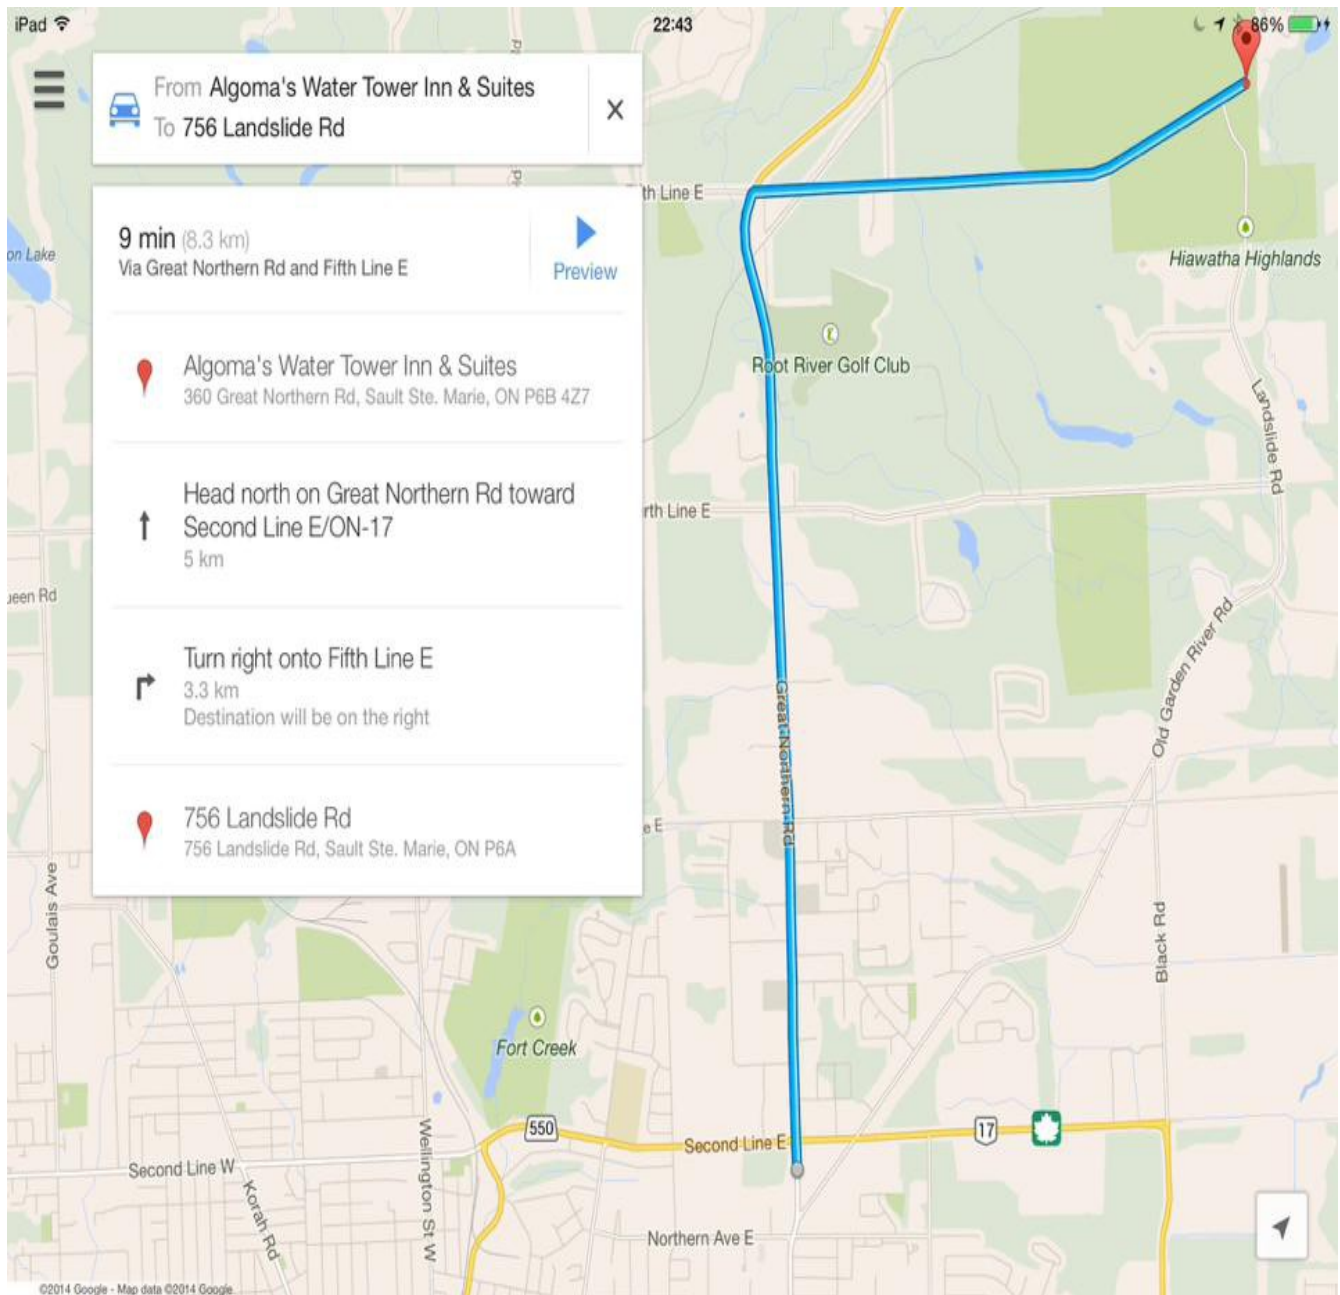 iPad
22:43
86%
From Algoma's Water Tower Inn & Suites
To 756 Landslide Rd
9 min (8.3 km)
Via Great Northern Rd and Fifth Line E
Preview
Algoma's Water Tower Inn & Suites
360 Great Northern Rd, Sault Ste. Marie, ON P6B 4Z7
Head north on Great Northern Rd toward
Second Line E/ON-17
5 km
Turn right onto Fifth Line E
3.3 km
Destination will be on the right
756 Landslide Rd
756 Landslide Rd, Sault Ste. Marie, ON P6A
th Line E
on Lake
Hiawatha Highlands
Root River Golf Club
Landslide Rd
rth Line E
ueen Rd
Old Garden River Rd
Great Northern Rd
e E
Goulais Ave
Black Rd
Fort Creek
550
17
Second Line E
Second Line W
Wellington St W
Korah Rd
Northern Ave E
©2014 Google - Map data ©2014 Google